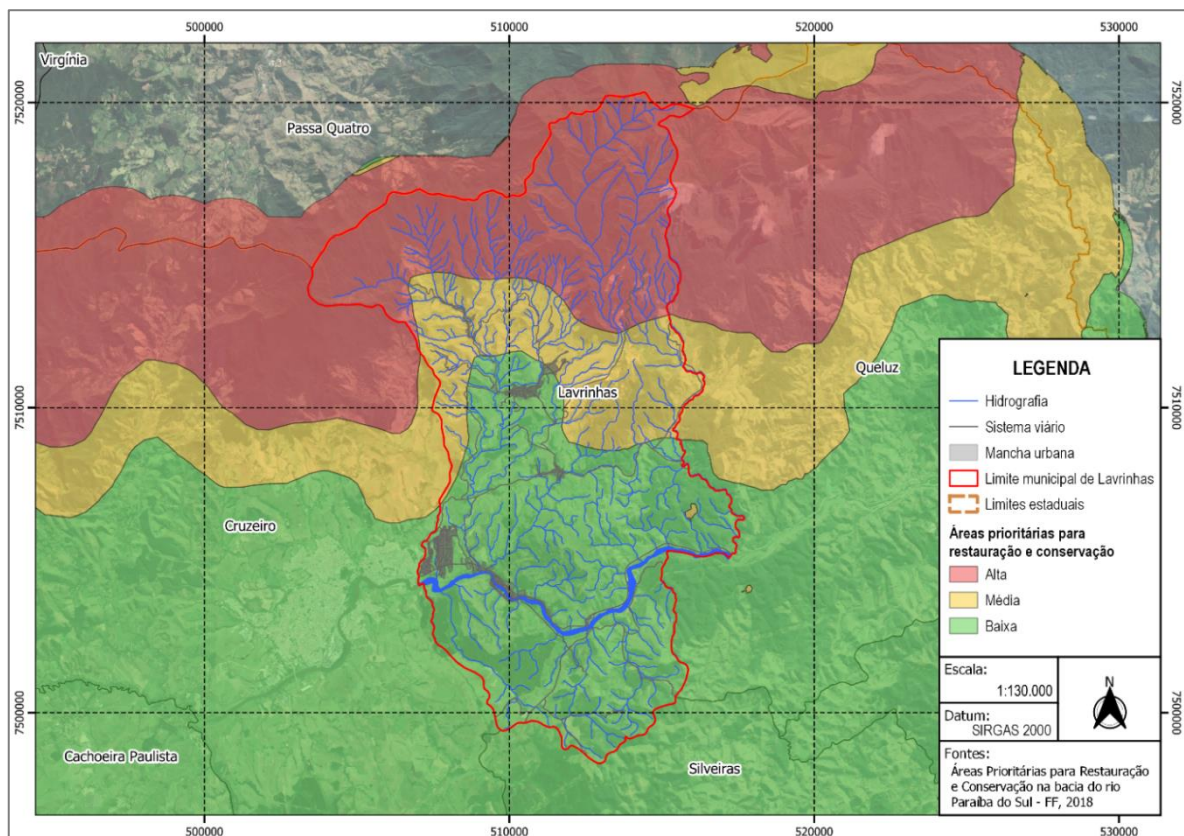 500000 510000 520000 530000
Virgínia
7520000 7520000
Passa Quatro
Queluz
7510000 7510000
Lavrinhas
Cruzeiro
7500000 7500000
Cachoeira Paulista
Silveiras
500000 510000 520000 530000
LEGENDA
Hidrografia
Sistema viário
Mancha urbana
Limite municipal de Lavrinhas
Limites estaduais
Áreas prioritárias para
restauração e conservação
Alta
Média
Baixa
Escala:
1:130.000
N
Datum:
SIRGAS 2000
Fontes:
Áreas Prioritárias para Restauração
e Conservação na bacia do rio
Paraíba do Sul - FF, 2018